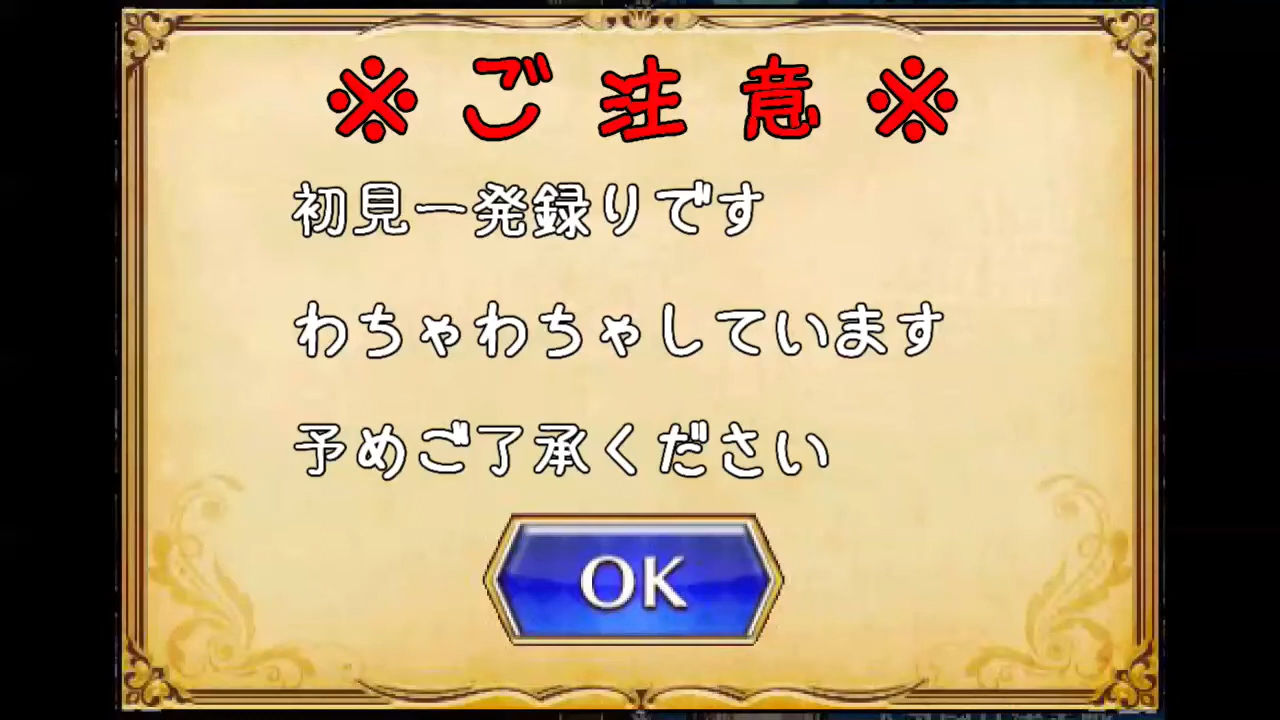 ※ご注意※
初見一発録りです
わちゃわちゃしています
予めご了承ください
OK